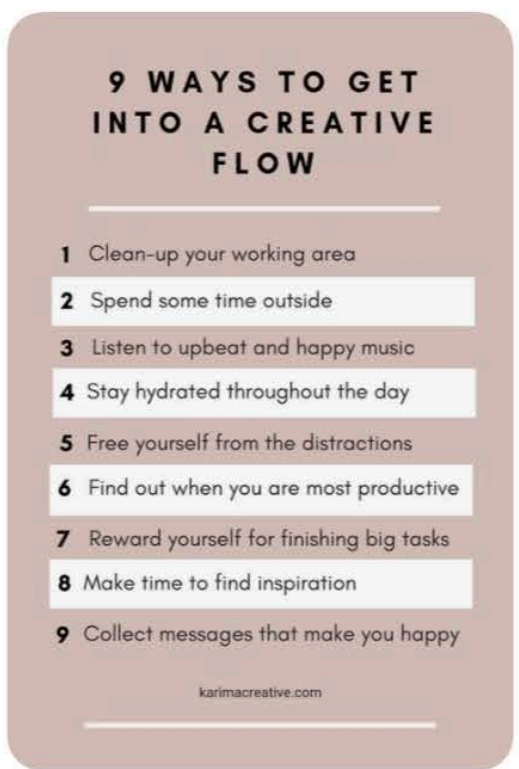 9 WAYS TO GET
INTO A CREATIVE
FLOW
1 Clean-up your working area
2 Spend some time outside
3 Listen to upbeat and happy music
4 Stay hydrated throughout the day
5 Free yourself from the distractions
6 Find out when you are most productive
7 Reward yourself for finishing big tasks
8 Make time to find inspiration
9 Collect messages that make you happy
karimacreative.com